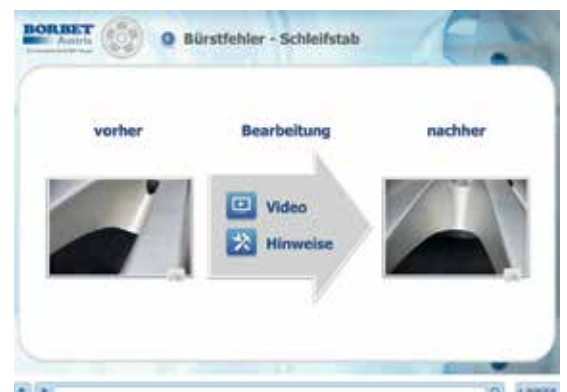 BORBET
Austria
Bürstfehler - Schleifstab
vorher
Bearbeitung
nachher
Video
Hinweise